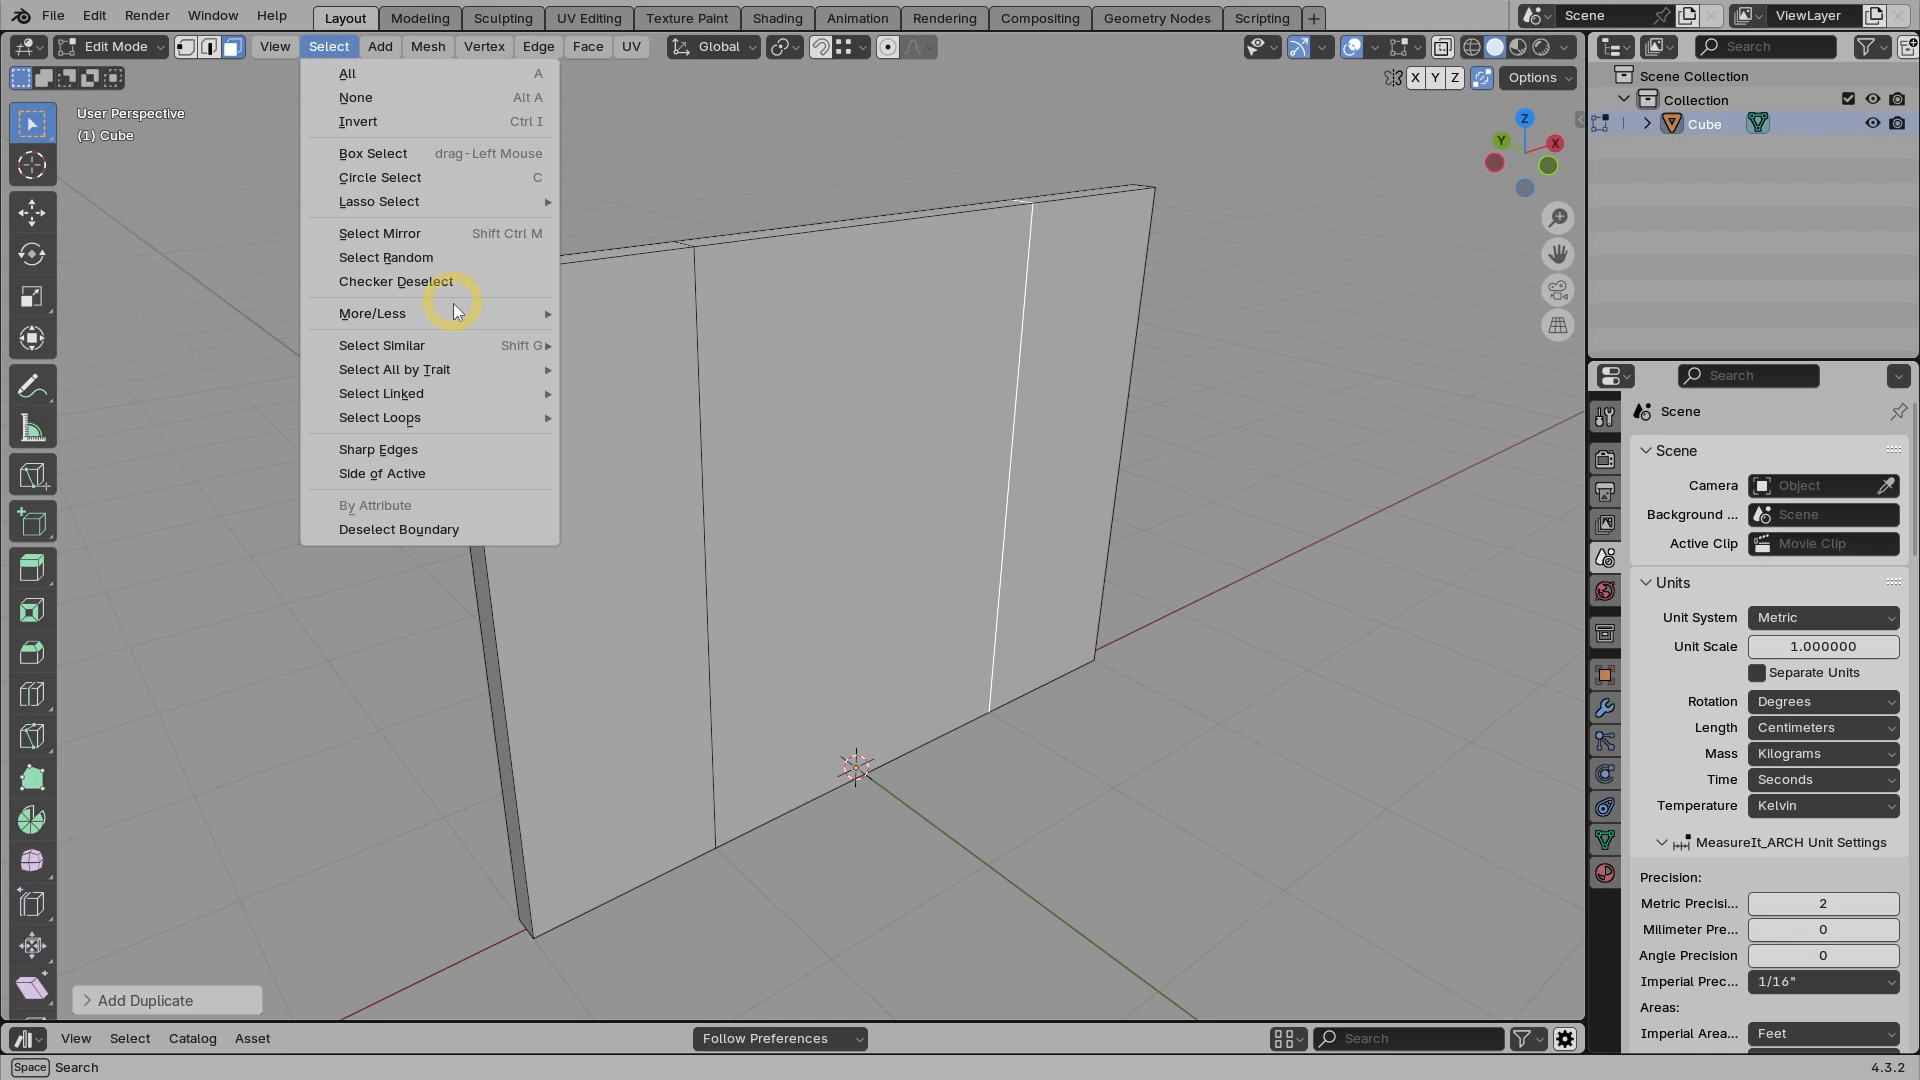 File Edit Render Window Help Layout Modeling Sculpting UV Editing Texture Paint Shading Animation Rendering Compositing Geometry Nodes Scripting + Scene ViewLayer
Edit Mode View Select Add Mesh Vertex Edge Face UV Global Search
X Y Z Options
Scene Collection
Collection
Cube
User Perspective
(1) Cube
All A
None Alt A
Invert Ctrl I
Box Select drag-Left Mouse
Circle Select C
Lasso Select
Select Mirror Shift Ctrl M
Select Random
Checker Deselect
More/Less
Select Similar Shift G
Select All by Trait
Select Linked
Select Loops
Sharp Edges
Side of Active
By Attribute
Deselect Boundary
Z
Y
X
Search
Scene
Scene
Camera Object
Background ... Scene
Active Clip Movie Clip
Units
Unit System Metric
Unit Scale 1.000000
Separate Units
Rotation Degrees
Length Centimeters
Mass Kilograms
Time Seconds
Temperature Kelvin
MeasureIt_ARCH Unit Settings
Precision:
Metric Precisi... 2
Milimeter Pre... 0
Angle Precision 0
Imperial Prec... 1/16"
Areas:
Imperial Area... Feet
Add Duplicate
View Select Catalog Asset Follow Preferences Search
Space Search 4.3.2